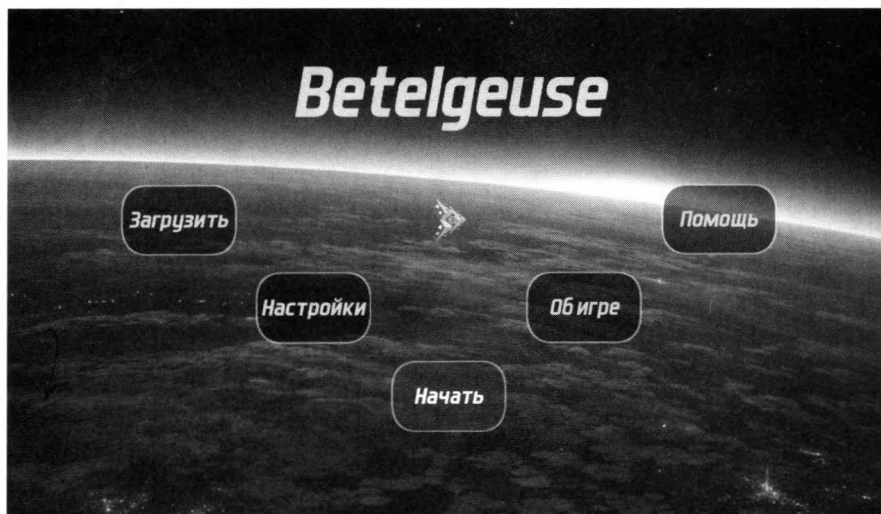 Betelgeuse
Загрузить
Помощь
Настройки
Об игре
Начать